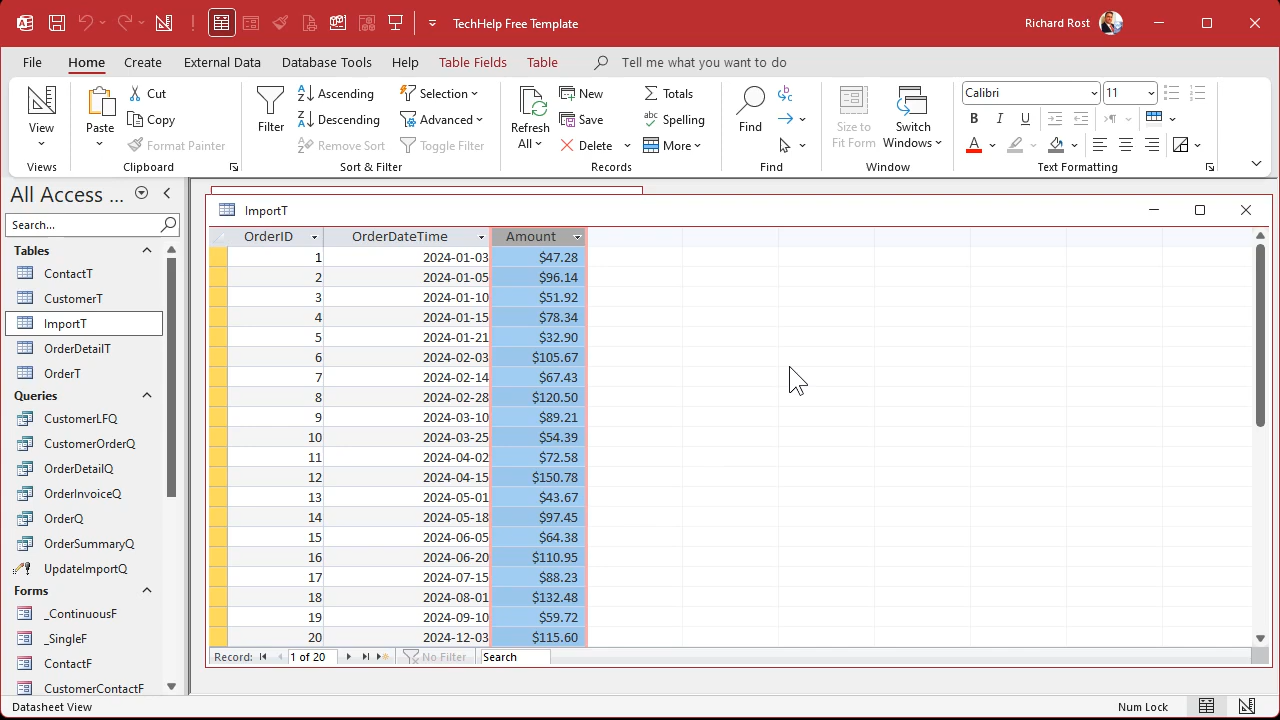 TechHelp Free Template
Richard Rost
File Home Create External Data Database Tools Help Table Fields Table Tell me what you want to do
View
Views
Paste
Cut
Copy
Format Painter
Clipboard
Filter
Ascending
Descending
Remove Sort
Selection
Advanced
Toggle Filter
Sort & Filter
Refresh
All
New
Save
Delete
Totals
Spelling
More
Records
Find
Find
Size to
Fit Form
Switch
Windows
Window
Calibri 11
B I U
Text Formatting
All Access ...
Search...
Tables
ContactT
CustomerT
ImportT
OrderDetailT
OrderT
Queries
CustomerLFQ
CustomerOrderQ
OrderDetailQ
OrderInvoiceQ
OrderQ
OrderSummaryQ
UpdateImportQ
Forms
_ContinuousF
_SingleF
ContactF
CustomerContactF
ImportT
OrderID OrderDateTime Amount
1 2024-01-03 $47.28
2 2024-01-05 $96.14
3 2024-01-10 $51.92
4 2024-01-15 $78.34
5 2024-01-21 $32.90
6 2024-02-03 $105.67
7 2024-02-14 $67.43
8 2024-02-28 $120.50
9 2024-03-10 $89.21
10 2024-03-25 $54.39
11 2024-04-02 $72.58
12 2024-04-15 $150.78
13 2024-05-01 $43.67
14 2024-05-18 $97.45
15 2024-06-05 $64.38
16 2024-06-20 $110.95
17 2024-07-15 $88.23
18 2024-08-01 $132.48
19 2024-09-10 $59.72
20 2024-12-03 $115.60
Record: 1 of 20 No Filter Search
Datasheet View
Num Lock